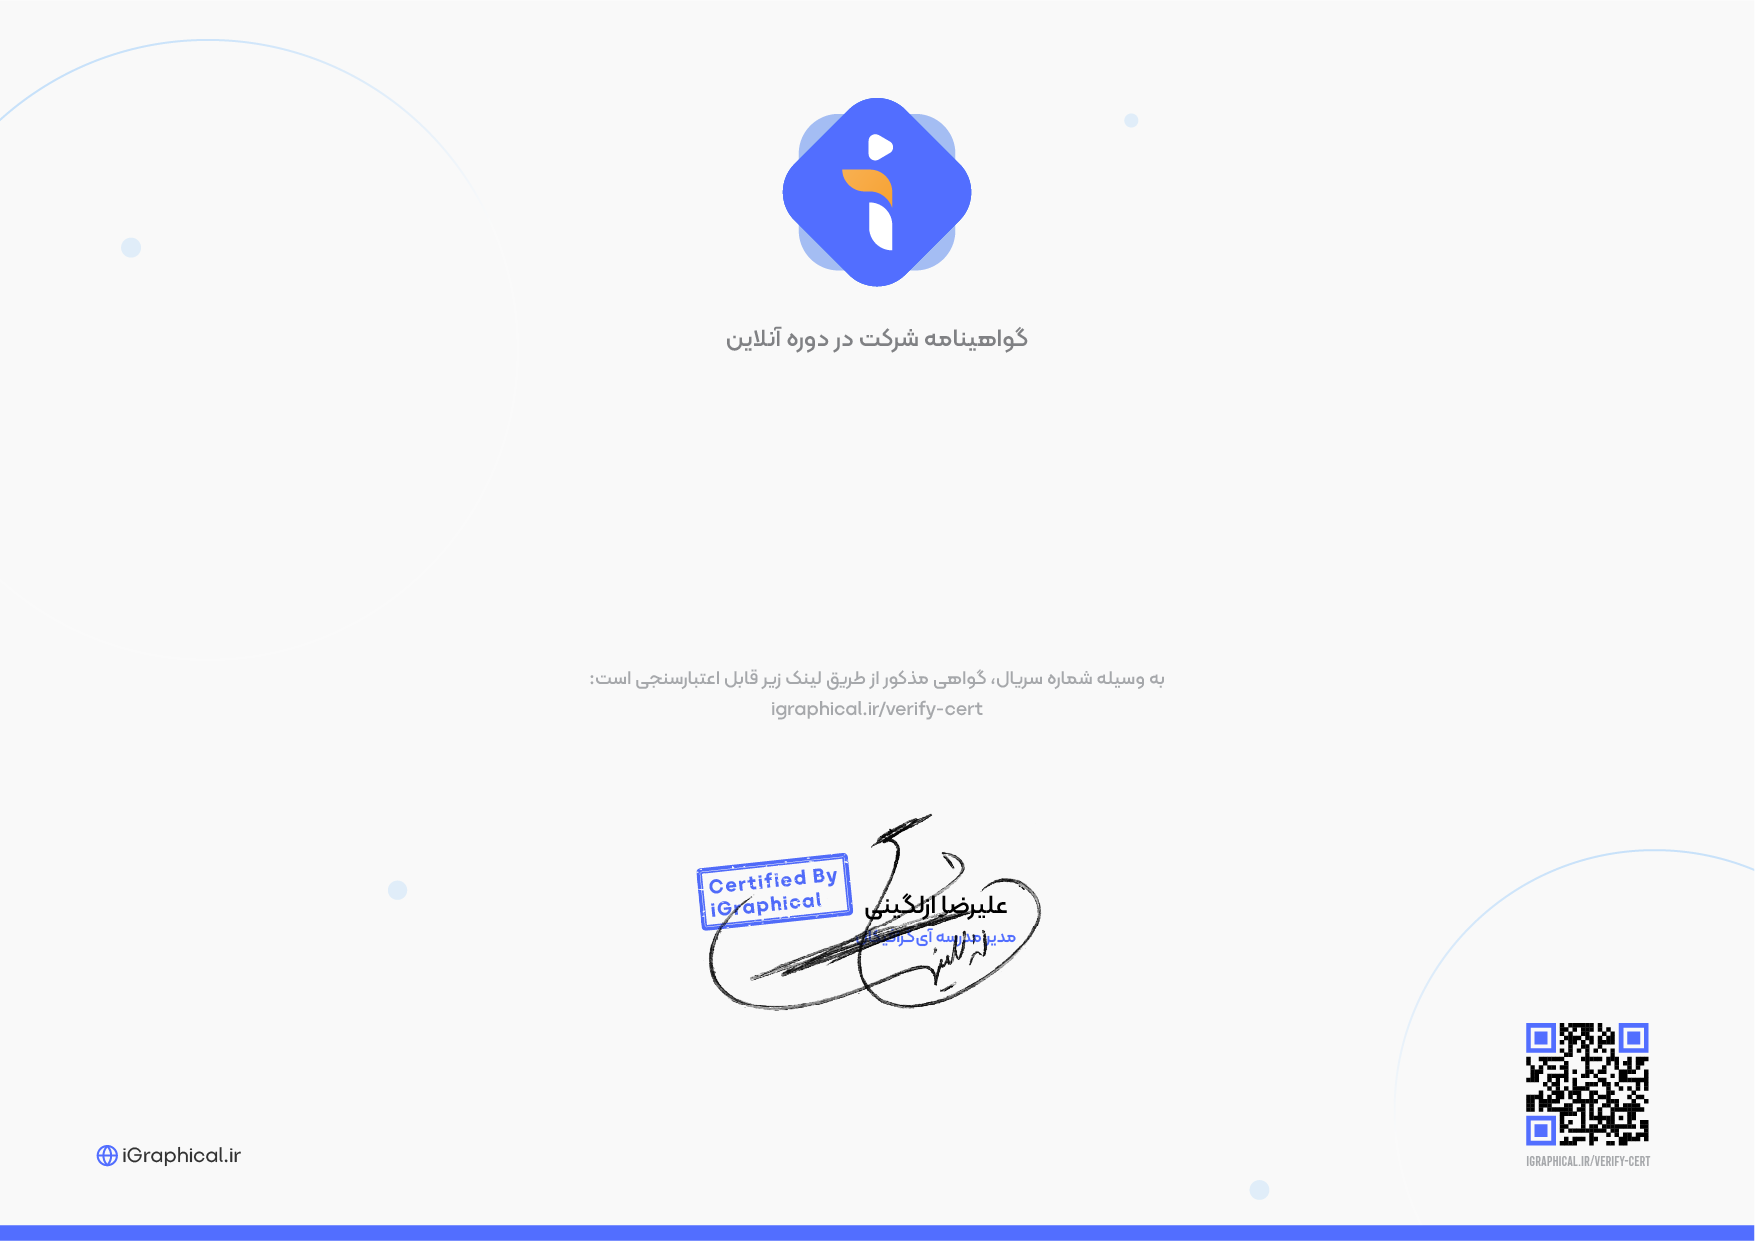 گواهینامه شرکت در دوره آنلاین
به وسیله شماره سریال، گواهی مذکور از طریق لینک زیر قابل اعتبارسنجی است:
igraphical.ir/verify-cert
Certified By
iGraphical
علیرضا ازلگینی
مدیر مدرسه آی‌گرافیکال
iGraphical.ir
IGRAPHICAL.IR/VERIFY-CERT